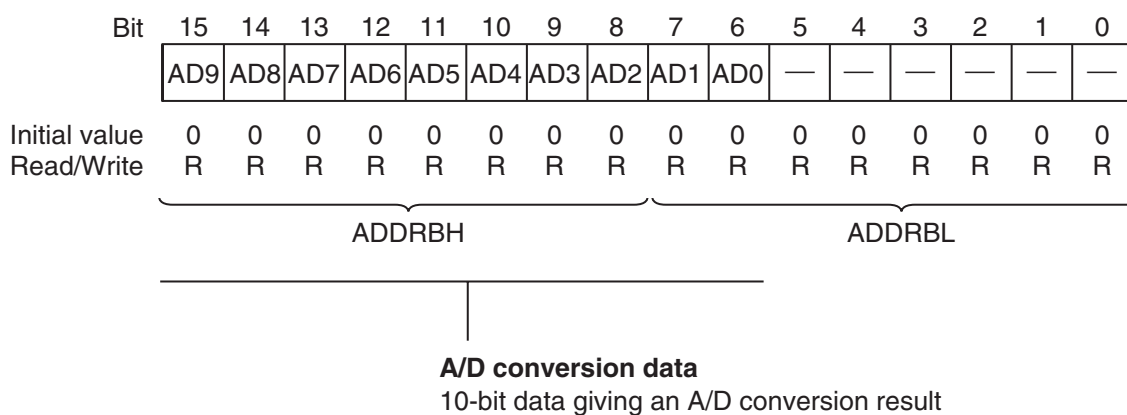 Bit 15 14 13 12 11 10 9 8 7 6 5 4 3 2 1 0
AD9 AD8 AD7 AD6 AD5 AD4 AD3 AD2 AD1 AD0 — — — — — —
Initial value 0 0 0 0 0 0 0 0 0 0 0 0 0 0 0 0
Read/Write R R R R R R R R R R R R R R R R
ADDRBH ADDRBL
A/D conversion data
10-bit data giving an A/D conversion result